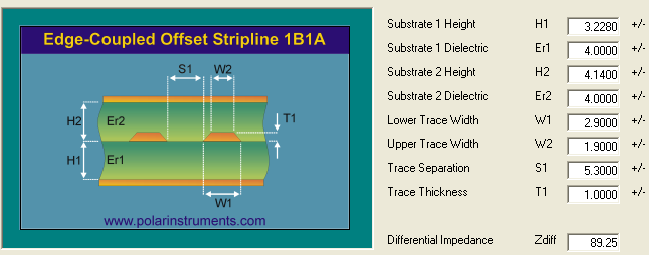 Edge-Coupled Offset Stripline 1B1A
S1 W2
H2 Er2 T1
H1 Er1
W1
www.polarinstruments.com
Substrate 1 Height H1 3.2280 +/-
Substrate 1 Dielectric Er1 4.0000 +/-
Substrate 2 Height H2 4.1400 +/-
Substrate 2 Dielectric Er2 4.0000 +/-
Lower Trace Width W1 2.9000 +/-
Upper Trace Width W2 1.9000 +/-
Trace Separation S1 5.3000 +/-
Trace Thickness T1 1.0000 +/-
Differential Impedance Zdiff 89.25